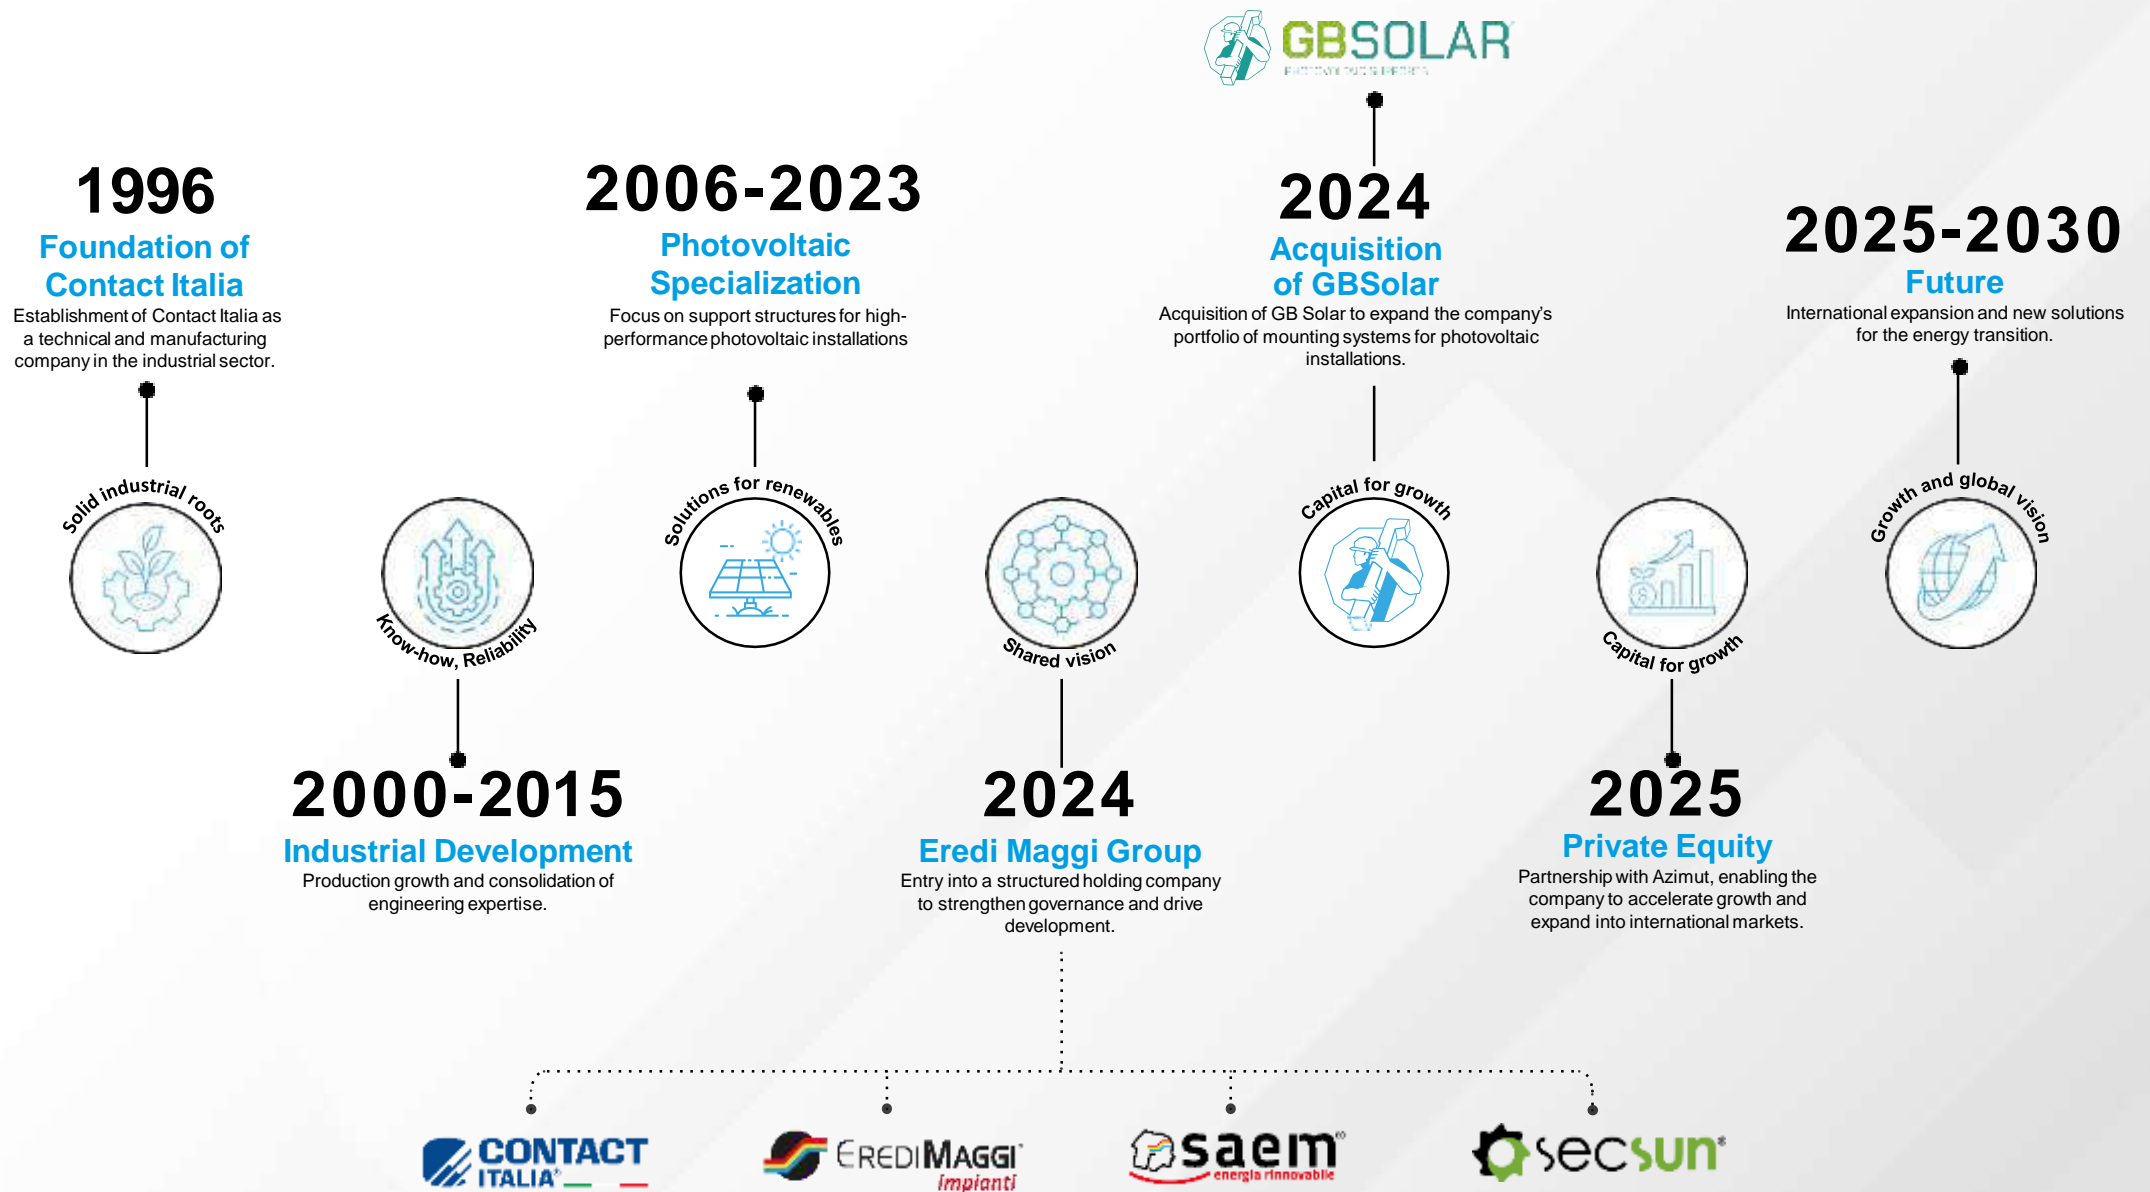 GBSOLAR
1996
Foundation of
Contact Italia
Establishment of Contact Italia as
a technical and manufacturing
company in the industrial sector.
Solid industrial roots
Know-how, Reliability
2000-2015
Industrial Development
Production growth and consolidation of
engineering expertise.
2006-2023
Photovoltaic
Specialization
Focus on support structures for high-
performance photovoltaic installations
Solutions for renewables
Shared vision
2024
Eredi Maggi Group
Entry into a structured holding company
to strengthen governance and drive
development.
2024
Acquisition
of GBSolar
Acquisition of GB Solar to expand the company’s
portfolio of mounting systems for photovoltaic
installations.
Capital for growth
Capital for growth
2025
Private Equity
Partnership with Azimut, enabling the
company to accelerate growth and
expand into international markets.
2025-2030
Future
International expansion and new solutions
for the energy transition.
Growth and global vision
CONTACT
ITALIA®
EREDIMAGGI
impianti
saem®
energia rinnovabile
secsun®